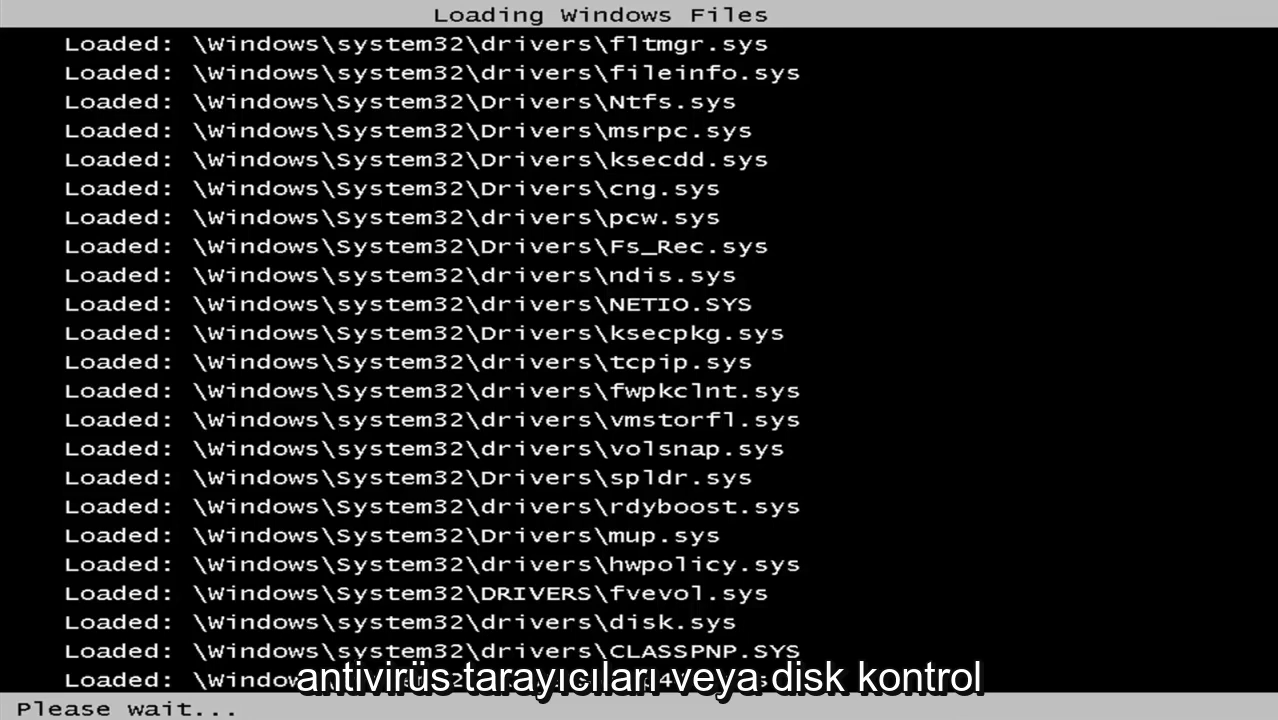 Loading Windows Files
Loaded: \Windows\system32\drivers\fltmgr.sys
Loaded: \Windows\system32\drivers\fileinfo.sys
Loaded: \Windows\System32\Drivers\Ntfs.sys
Loaded: \Windows\System32\Drivers\msrpc.sys
Loaded: \Windows\System32\Drivers\ksecdd.sys
Loaded: \Windows\System32\Drivers\cng.sys
Loaded: \Windows\System32\drivers\pcw.sys
Loaded: \Windows\System32\Drivers\Fs_Rec.sys
Loaded: \Windows\system32\drivers\ndis.sys
Loaded: \Windows\system32\drivers\NETIO.SYS
Loaded: \Windows\System32\Drivers\ksecpkg.sys
Loaded: \Windows\System32\drivers\tcpip.sys
Loaded: \Windows\System32\drivers\fwpkclnt.sys
Loaded: \Windows\system32\drivers\vmstorfl.sys
Loaded: \Windows\system32\drivers\volsnap.sys
Loaded: \Windows\System32\Drivers\spldr.sys
Loaded: \Windows\System32\drivers\rdyboost.sys
Loaded: \Windows\System32\Drivers\mup.sys
Loaded: \Windows\System32\drivers\hwpolicy.sys
Loaded: \Windows\System32\DRIVERS\fvevol.sys
Loaded: \Windows\system32\drivers\disk.sys
Loaded: \Windows\system32\drivers\CLASSPNP.SYS
Loaded:
antivirüs tarayıcıları veya disk kontrol
Please wait...